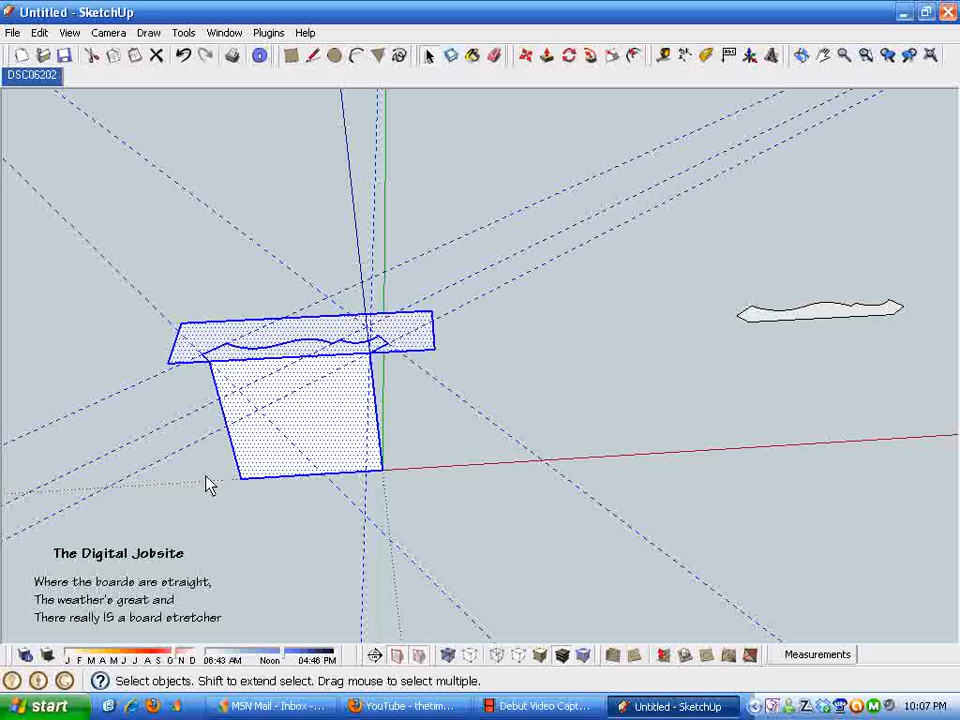 Untitled - SketchUp
File Edit View Camera Draw Tools Window Plugins Help
DSC06202
The Digital Jobsite
Where the boards are straight,
The weather's great and
There really IS a board stretcher
J F M A M J J A S O N D 06:43 AM Noon 04:46 PM Measurements
Select objects. Shift to extend select. Drag mouse to select multiple.
start MSN Mail - Inbox -... YouTube - thetim... Debut Video Capt... Untitled - SketchUp 10:07 PM